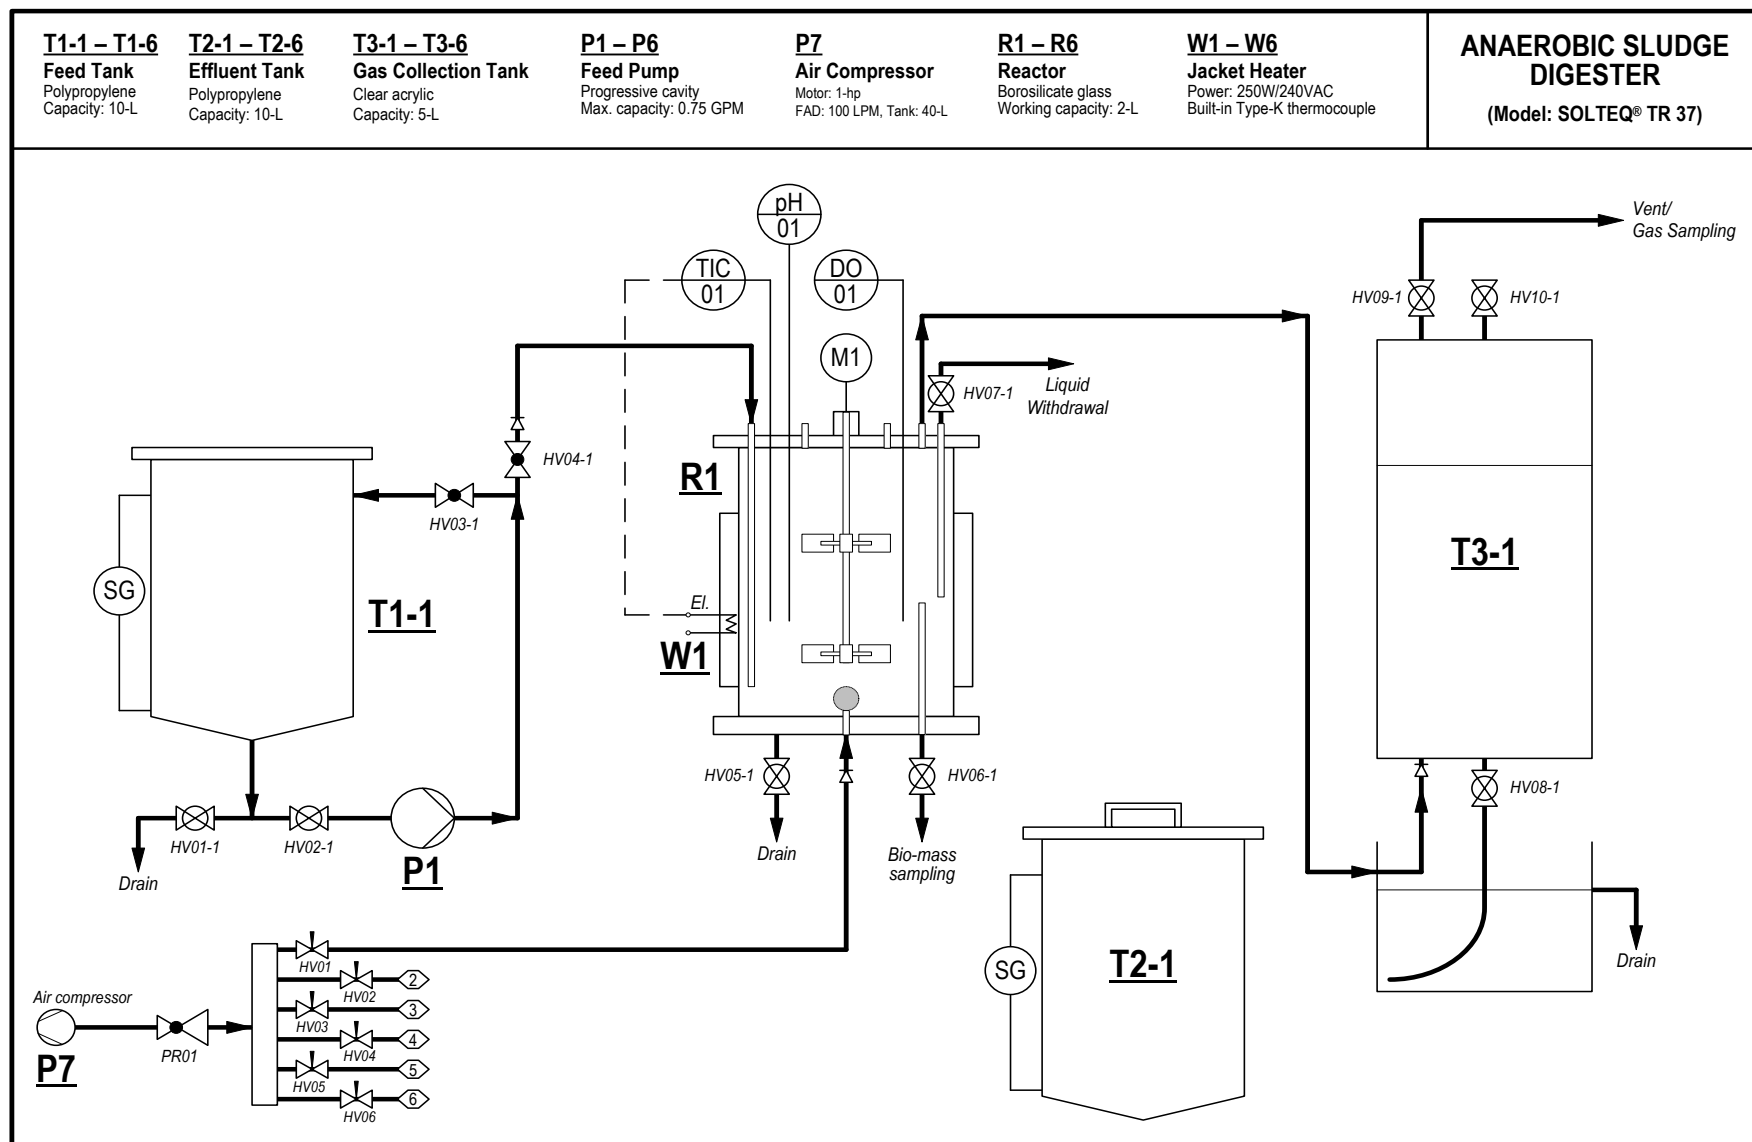 T1-1 – T1-6
Feed Tank
Polypropylene
Capacity: 10-L
T2-1 – T2-6
Effluent Tank
Polypropylene
Capacity: 10-L
T3-1 – T3-6
Gas Collection Tank
Clear acrylic
Capacity: 5-L
P1 – P6
Feed Pump
Progressive cavity
Max. capacity: 0.75 GPM
P7
Air Compressor
Motor: 1-hp
FAD: 100 LPM, Tank: 40-L
R1 – R6
Reactor
Borosilicate glass
Working capacity: 2-L
W1 – W6
Jacket Heater
Power: 250W/240VAC
Built-in Type-K thermocouple
ANAEROBIC SLUDGE
DIGESTER
(Model: SOLTEQ® TR 37)
pH
01
TIC
01
DO
01
M1
Vent/
Gas Sampling
HV09-1
HV10-1
HV07-1
Liquid
Withdrawal
HV04-1
HV03-1
R1
SG
T1-1
El.
W1
T3-1
HV05-1
HV06-1
HV08-1
HV01-1
HV02-1
P1
Drain
Drain
Bio-mass
sampling
SG
T2-1
Drain
HV01
HV02
2
HV03
3
HV04
4
HV05
5
HV06
6
Air compressor
PR01
P7